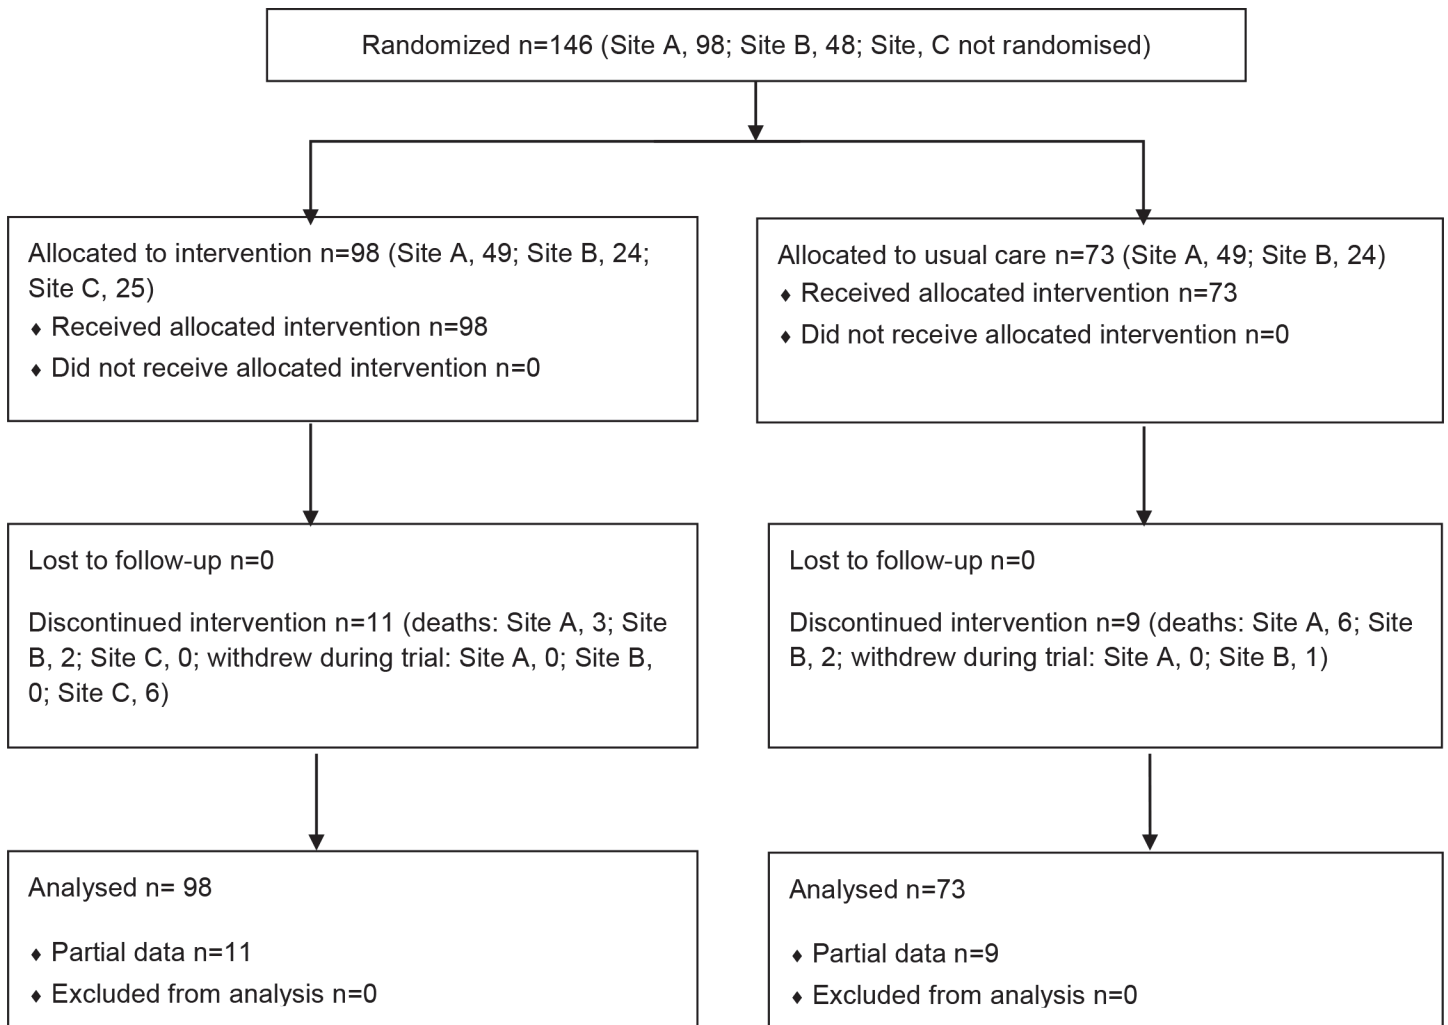 Randomized n=146 (Site A, 98; Site B, 48; Site, C not randomised)
Allocated to intervention n=98 (Site A, 49; Site B, 24;
Site C, 25)
♦ Received allocated intervention n=98
♦ Did not receive allocated intervention n=0
Allocated to usual care n=73 (Site A, 49; Site B, 24)
♦ Received allocated intervention n=73
♦ Did not receive allocated intervention n=0
Lost to follow-up n=0
Discontinued intervention n=11 (deaths: Site A, 3; Site
B, 2; Site C, 0; withdrew during trial: Site A, 0; Site B,
0; Site C, 6)
Lost to follow-up n=0
Discontinued intervention n=9 (deaths: Site A, 6; Site
B, 2; withdrew during trial: Site A, 0; Site B, 1)
Analysed n= 98
♦ Partial data n=11
♦ Excluded from analysis n=0
Analysed n=73
♦ Partial data n=9
♦ Excluded from analysis n=0